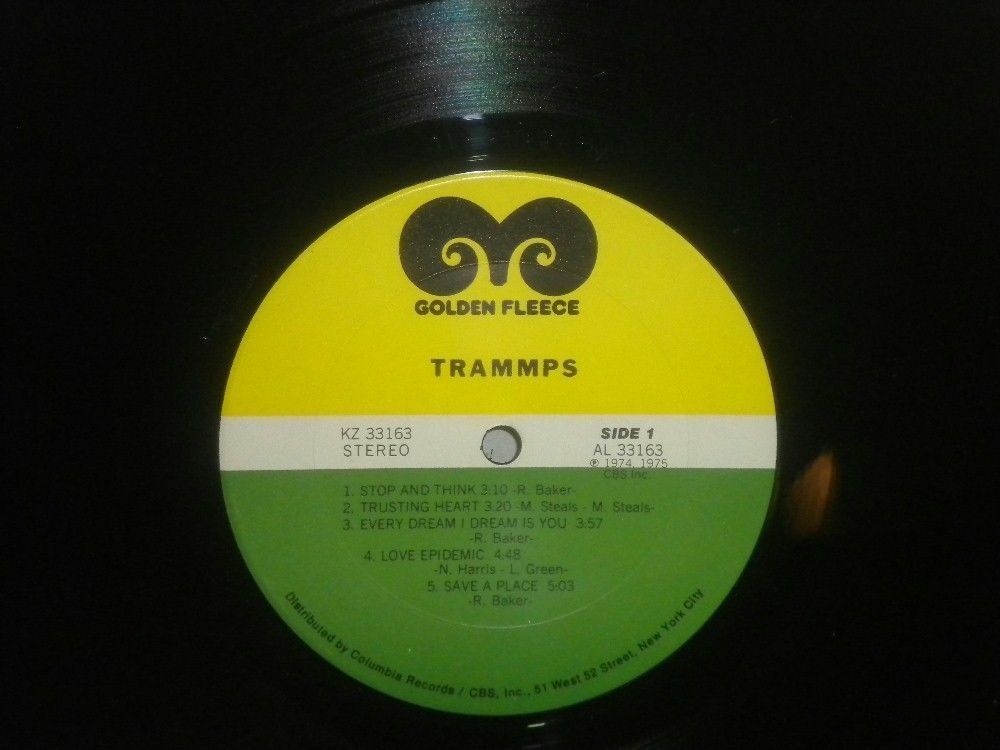 GOLDEN FLEECE
TRAMMPS
KZ 33163
STEREO
SIDE 1
AL 33163
℗ 1974, 1975
CBS Inc.
1. STOP AND THINK 3:10 -R. Baker-
2. TRUSTING HEART 3:20 -M. Steals - M. Steals-
3. EVERY DREAM I DREAM IS YOU 3:57
-R. Baker-
4. LOVE EPIDEMIC 4:48
-N. Harris - L. Green-
5. SAVE A PLACE 5:03
-R. Baker-
Distributed by Columbia Records / CBS, Inc., 51 West 52 Street, New York City